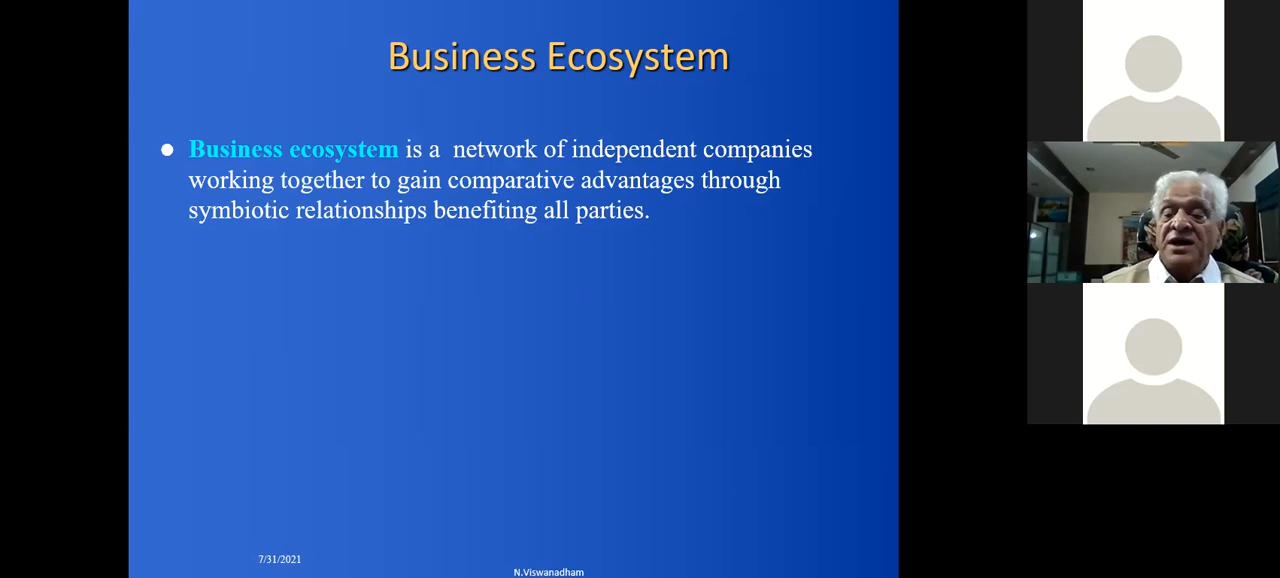 Business Ecosystem
Business ecosystem is a network of independent companies
working together to gain comparative advantages through
symbiotic relationships benefiting all parties.
7/31/2021
N.Viswanadham